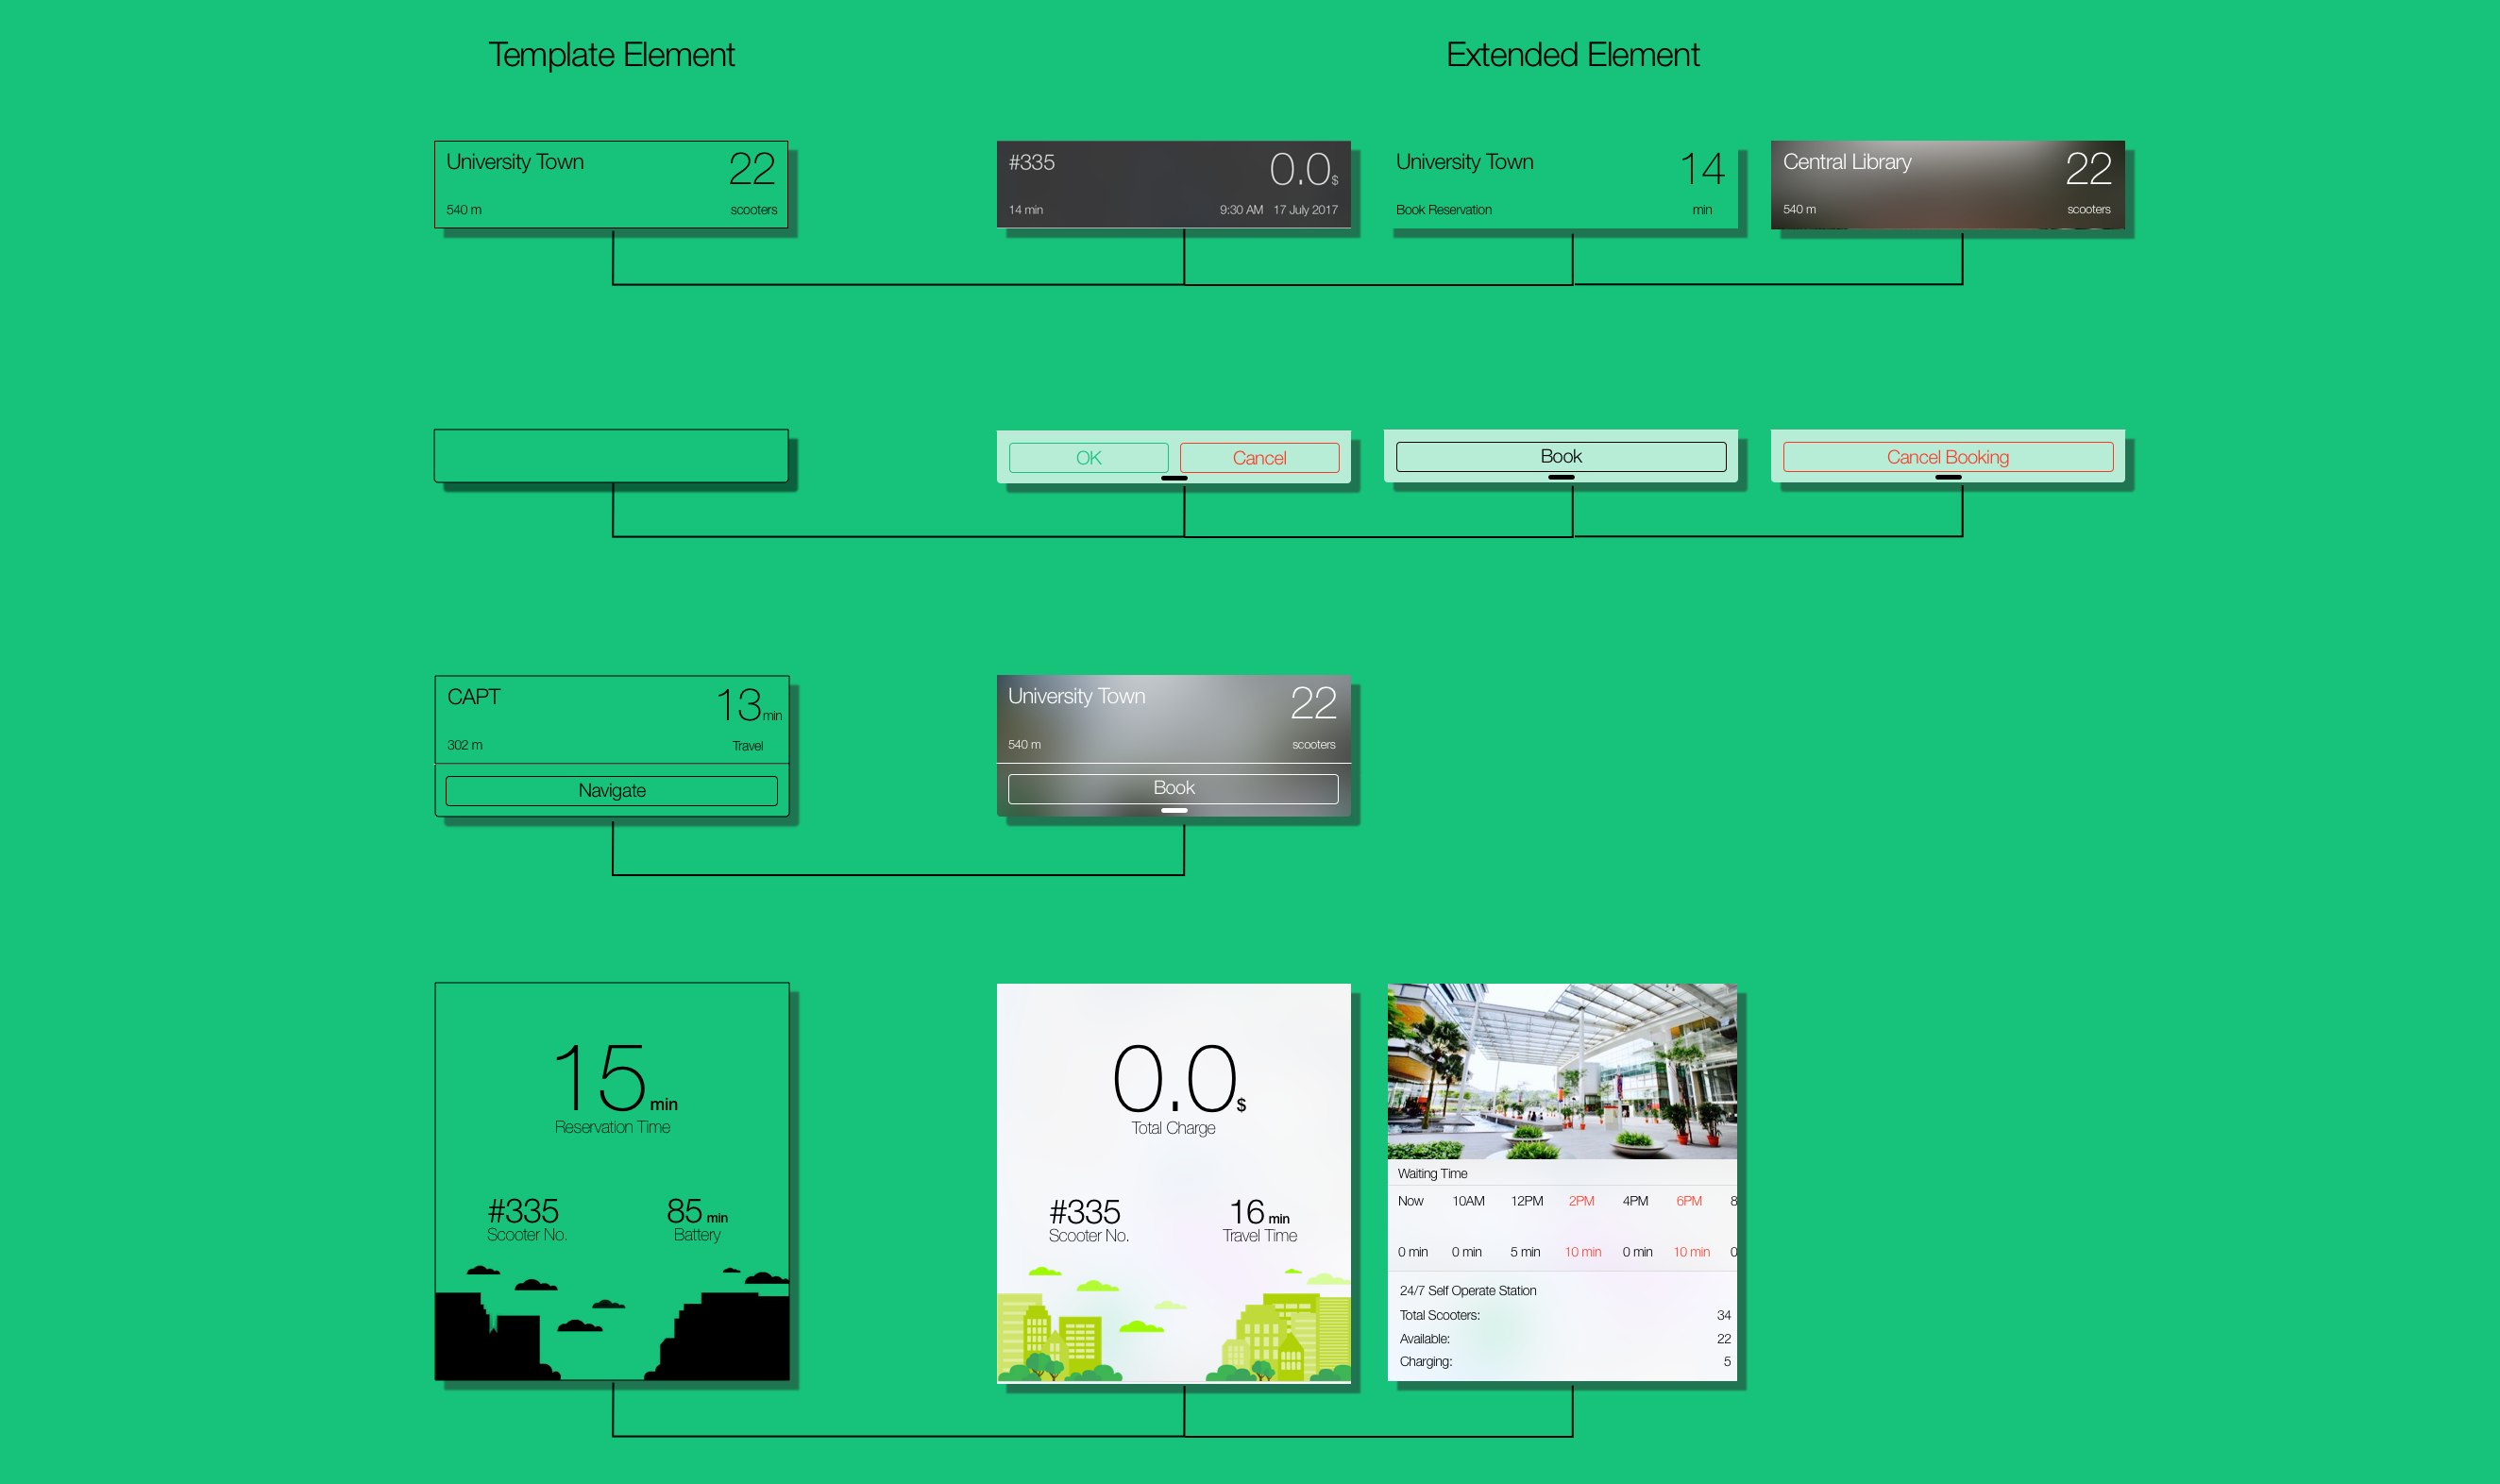 Template Element
Extended Element
University Town 22
540 m scooters
#335 0.0$
14 min 9:30 AM 17 July 2017
University Town 14
Book Reservation min
Central Library 22
540 m scooters
OK Cancel
Book
Cancel Booking
CAPT 13min
302 m Travel
Navigate
University Town 22
540 m scooters
Book
15 min
Reservation Time
#335 85 min
Scooter No. Battery
0.0$
Total Charge
#335 16 min
Scooter No. Travel Time
Waiting Time
Now 10AM 12PM 2PM 4PM 6PM 8
0 min 0 min 5 min 10 min 0 min 10 min 0
24/7 Self Operate Station
Total Scooters: 34
Available: 22
Charging: 5